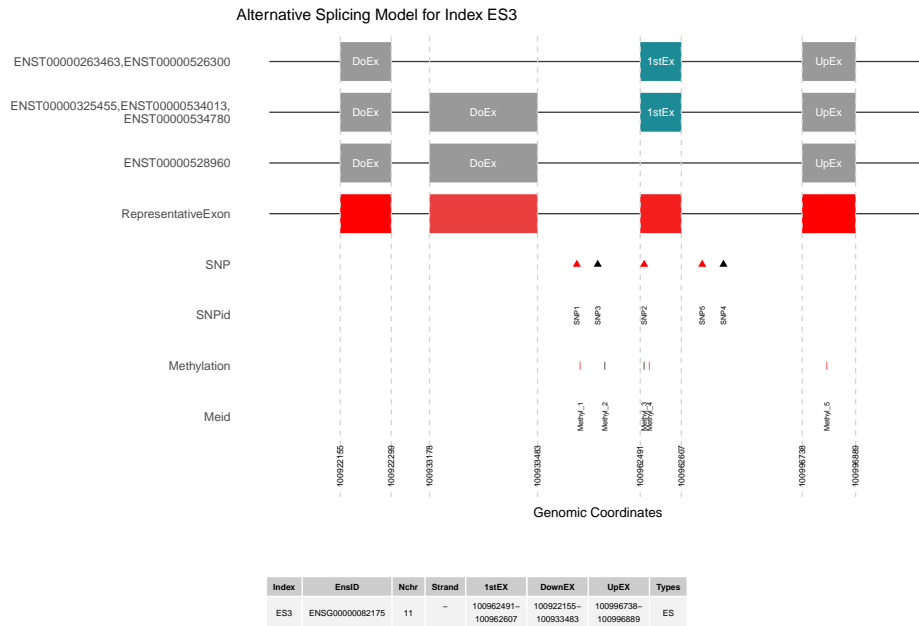 Alternative Splicing Model for Index ES3
ENST00000263463,ENST00000526300
DoEx 1stEx UpEx
ENST00000325455,ENST00000534013,
ENST00000534780
DoEx DoEx 1stEx UpEx
ENST00000528960
DoEx DoEx UpEx
RepresentativeExon
SNP
SNPid
SNP1 SNP3 SNP2 SNP5 SNP4
Methylation
Meid
Methyl_1 Methyl_2 Methyl_3 Methyl_4 Methyl_5
100922155 100922299 100933178 100933483 100962491 100962607 100996738 100996889
Genomic Coordinates
Index EnsID Nchr Strand 1stEX DownEX UpEX Types
ES3 ENSG00000082175 11 – 100962491– 100922155– 100996738– ES
100962607 100933483 100996889